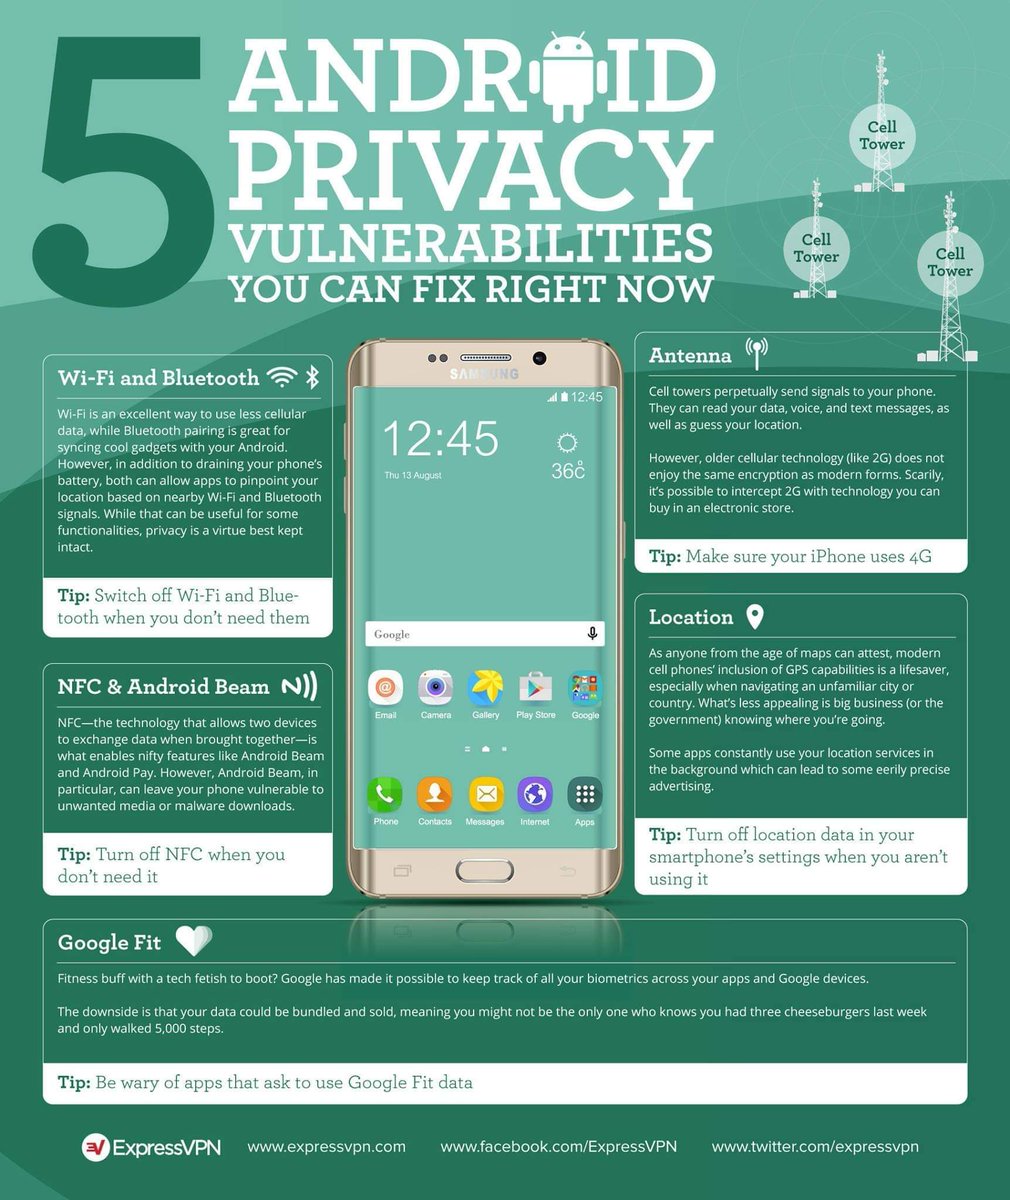 5
ANDROID
PRIVACY
VULNERABILITIES
YOU CAN FIX RIGHT NOW
Cell
Tower
Cell
Tower
Cell
Tower
Wi-Fi and Bluetooth
Wi-Fi is an excellent way to use less cellular
data, while Bluetooth pairing is great for
syncing cool gadgets with your Android.
However, in addition to draining your phone's
battery, both can allow apps to pinpoint your
location based on nearby Wi-Fi and Bluetooth
signals. While that can be useful for some
functionalities, privacy is a virtue best kept
intact.
Tip: Switch off Wi-Fi and Blue-
tooth when you don't need them
NFC & Android Beam
NFC—the technology that allows two devices
to exchange data when brought together—is
what enables nifty features like Android Beam
and Android Pay. However, Android Beam, in
particular, can leave your phone vulnerable to
unwanted media or malware downloads.
Tip: Turn off NFC when you
don't need it
SAMSUNG
12:45
12:45
Thu 13 August
36°C
Google
Email Camera Gallery Play Store Google
Phone Contacts Messages Internet Apps
Antenna
Cell towers perpetually send signals to your phone.
They can read your data, voice, and text messages, as
well as guess your location.
However, older cellular technology (like 2G) does not
enjoy the same encryption as modern forms. Scarily,
it's possible to intercept 2G with technology you can
buy in an electronic store.
Tip: Make sure your iPhone uses 4G
Location
As anyone from the age of maps can attest, modern
cell phones' inclusion of GPS capabilities is a lifesaver,
especially when navigating an unfamiliar city or
country. What's less appealing is big business (or the
government) knowing where you're going.
Some apps constantly use your location services in
the background which can lead to some eerily precise
advertising.
Tip: Turn off location data in your
smartphone's settings when you aren't
using it
Google Fit
Fitness buff with a tech fetish to boot? Google has made it possible to keep track of all your biometrics across your apps and Google devices.
The downside is that your data could be bundled and sold, meaning you might not be the only one who knows you had three cheeseburgers last week
and only walked 5,000 steps.
Tip: Be wary of apps that ask to use Google Fit data
ExpressVPN www.expressvpn.com www.facebook.com/ExpressVPN www.twitter.com/expressvpn